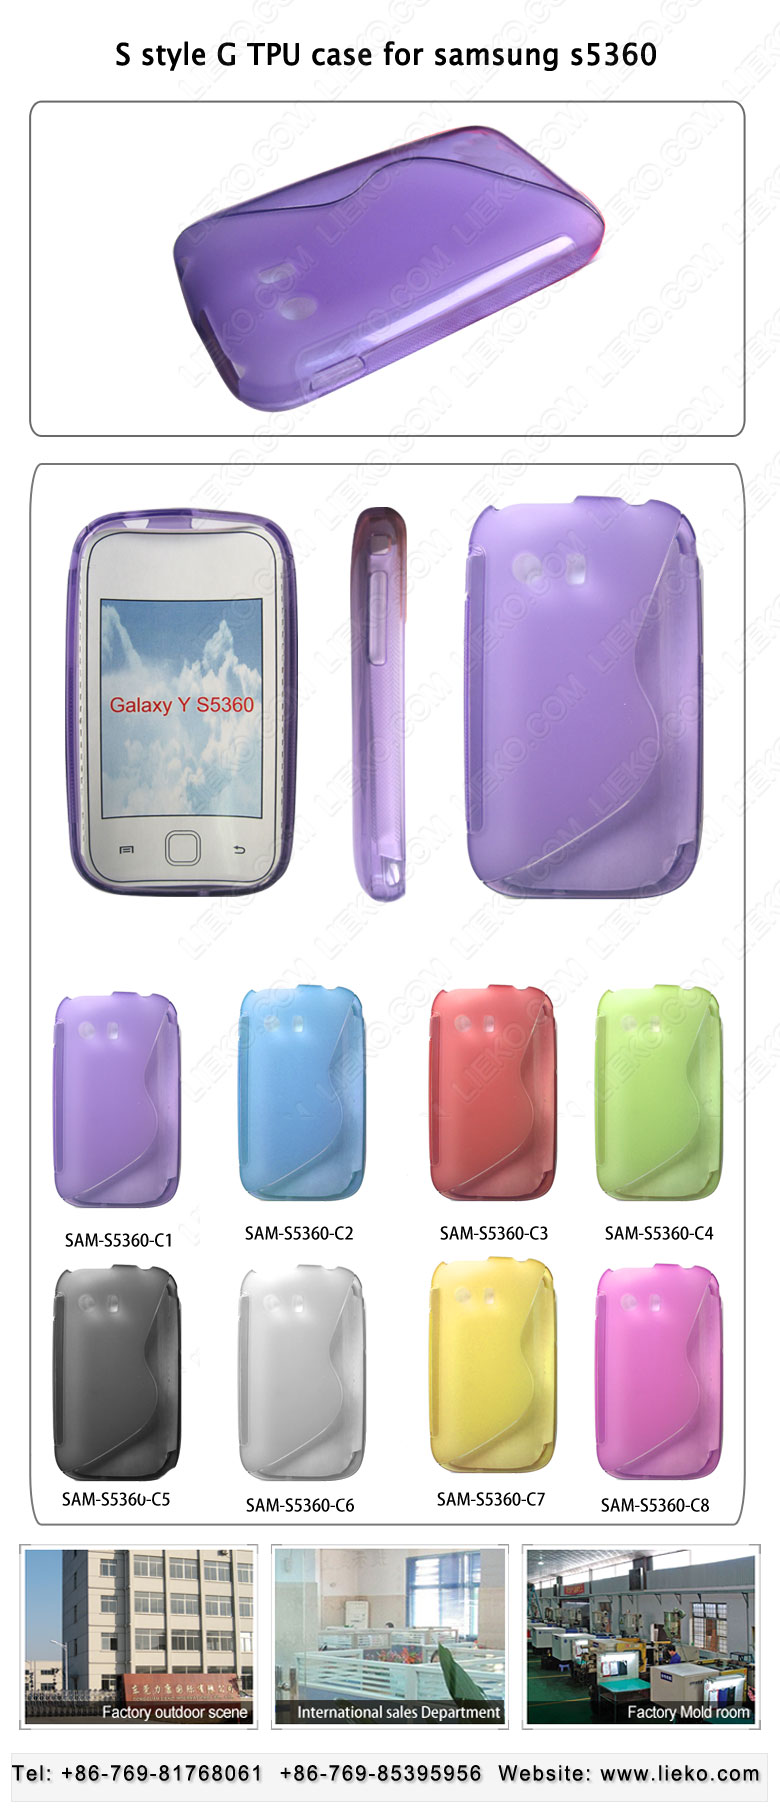 S style G TPU case for samsung s5360
Galaxy Y S5360
SAM-S5360-C1
SAM-S5360-C2
SAM-S5360-C3
SAM-S5360-C4
SAM-S5360-C5
SAM-S5360-C6
SAM-S5360-C7
SAM-S5360-C8
LIEKO.COM
Factory outdoor scene
International sales Department
Factory Mold room
Tel: +86-769-81768061 +86-769-85395956 Website: www.lieko.com